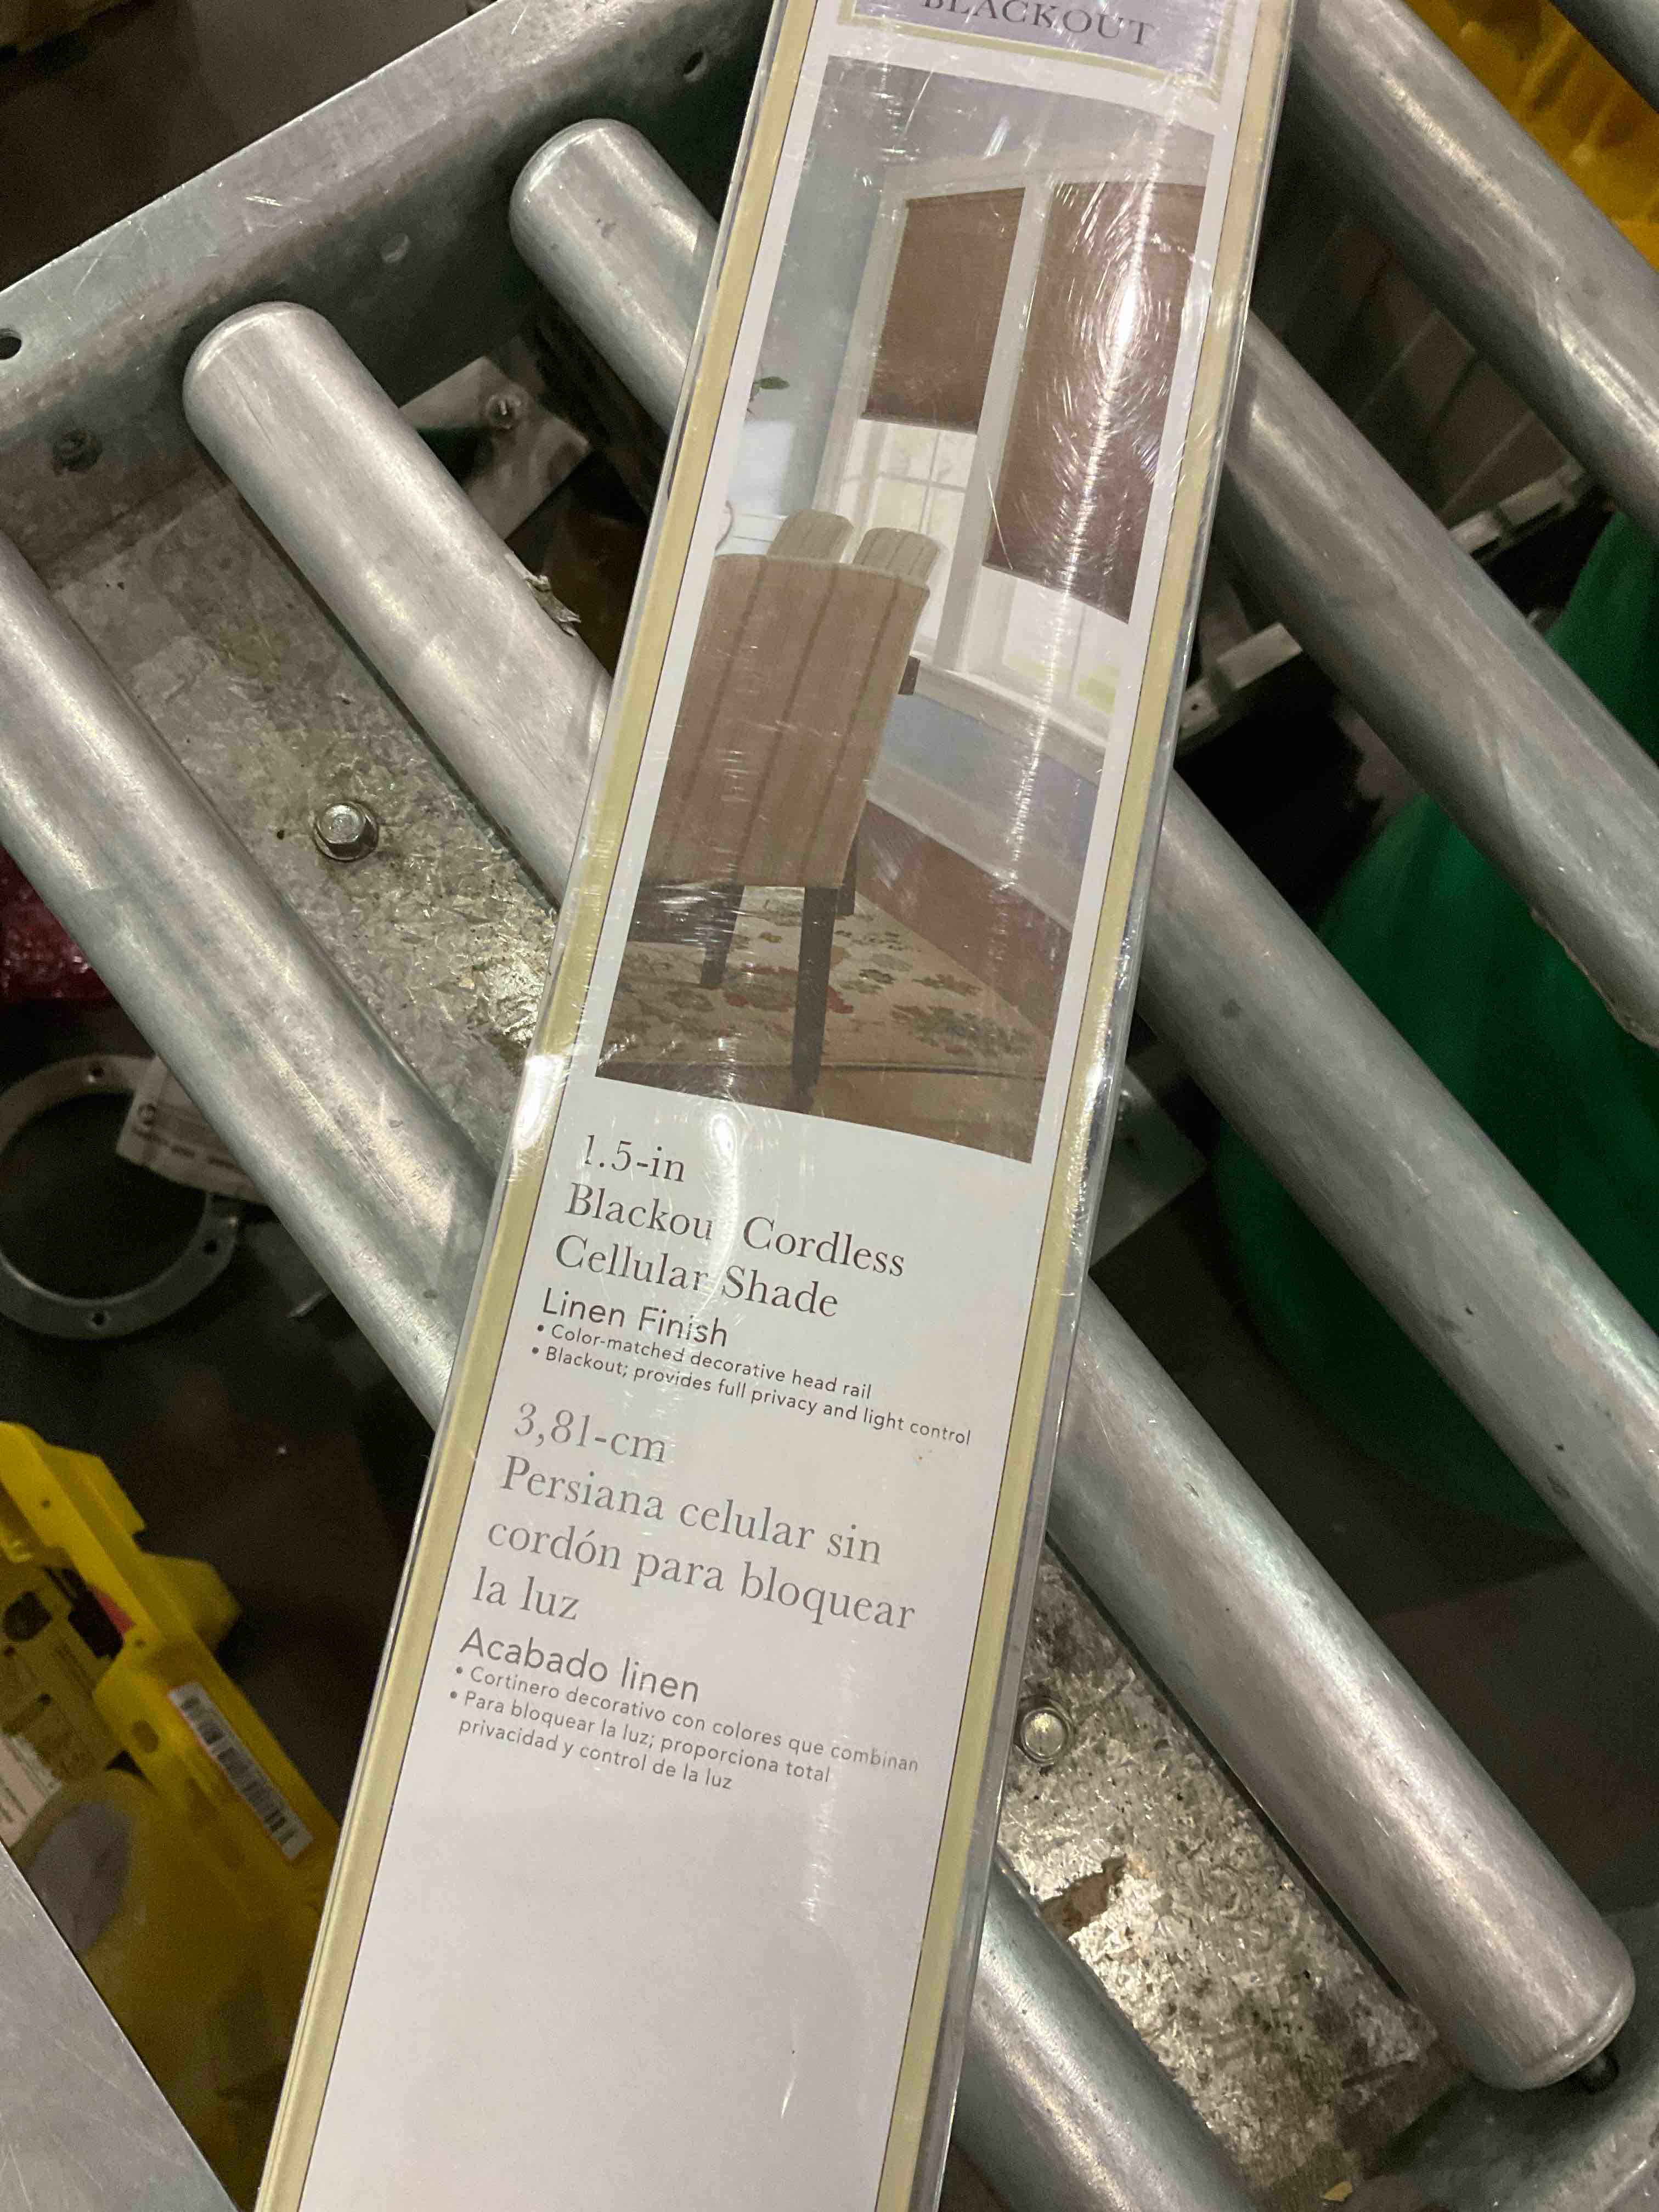 BLACKOUT
1.5-in
Blackou Cordless
Cellular Shade
Linen Finish
• Color-matched decorative head rail
• Blackout; provides full privacy and light control
3,81-cm
Persiana celular sin
cordón para bloquear
la luz
Acabado linen
• Cortinero decorativo con colores que combinan
• Para bloquear la luz; proporciona total
privacidad y control de la luz